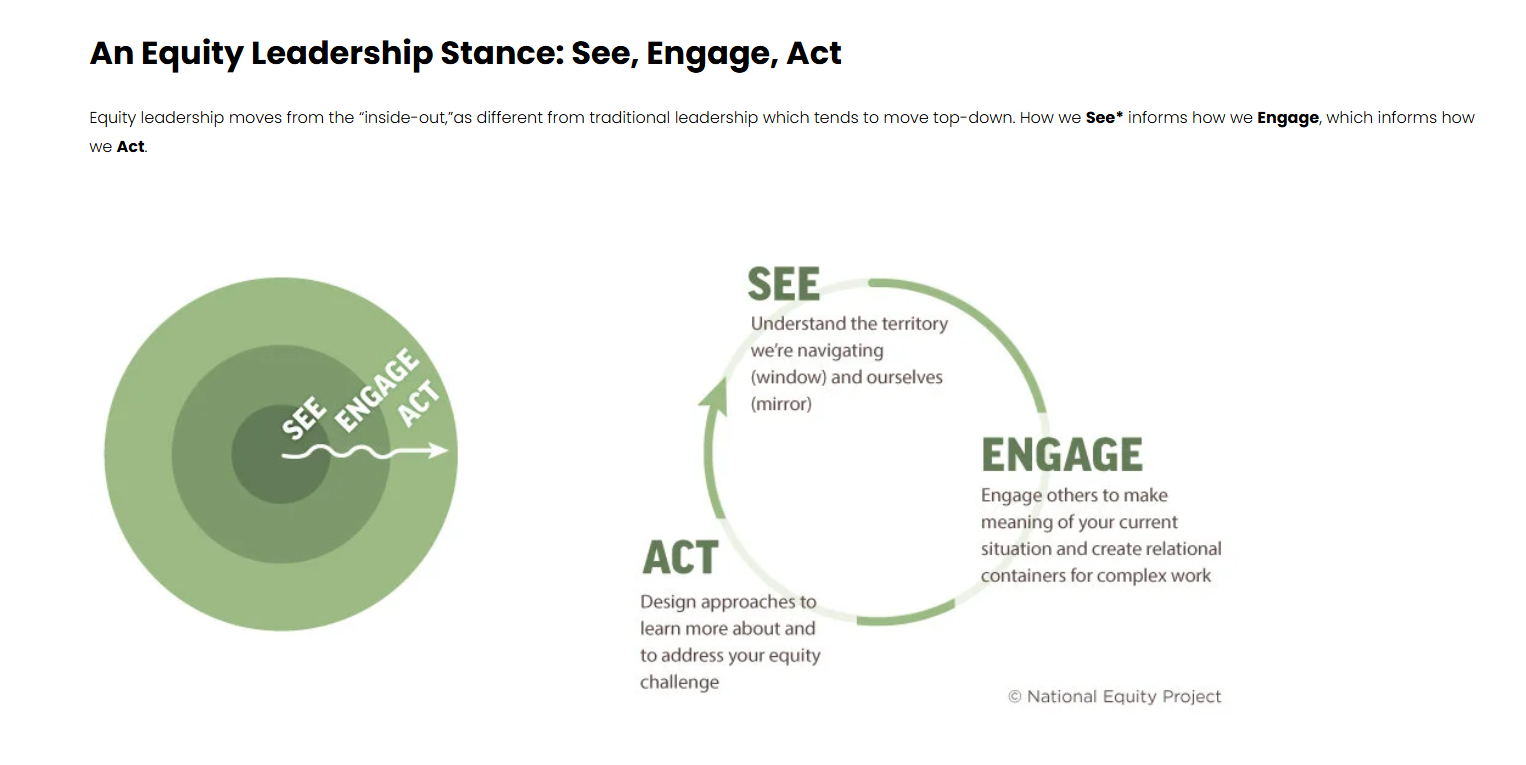 An Equity Leadership Stance: See, Engage, Act
Equity leadership moves from the “inside-out,”as different from traditional leadership which tends to move top-down. How we See* informs how we Engage, which informs how
we Act.
SEE
ENGAGE
ACT
SEE
Understand the territory
we’re navigating
(window) and ourselves
(mirror)
ENGAGE
Engage others to make
meaning of your current
situation and create relational
containers for complex work
ACT
Design approaches to
learn more about and
to address your equity
challenge
© National Equity Project